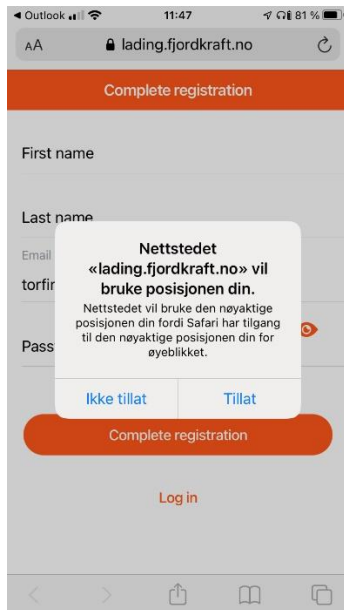 ◀ Outlook 11:47 81 %
AA lading.fjordkraft.no
Complete registration
First name
Last name
Email
torfir
Nettstedet
«lading.fjordkraft.no» vil
bruke posisjonen din.
Nettstedet vil bruke den nøyaktige
posisjonen din fordi Safari har tilgang
til den nøyaktige posisjonen din for
øyeblikket.
Pass
Ikke tillat Tillat
Complete registration
Log in